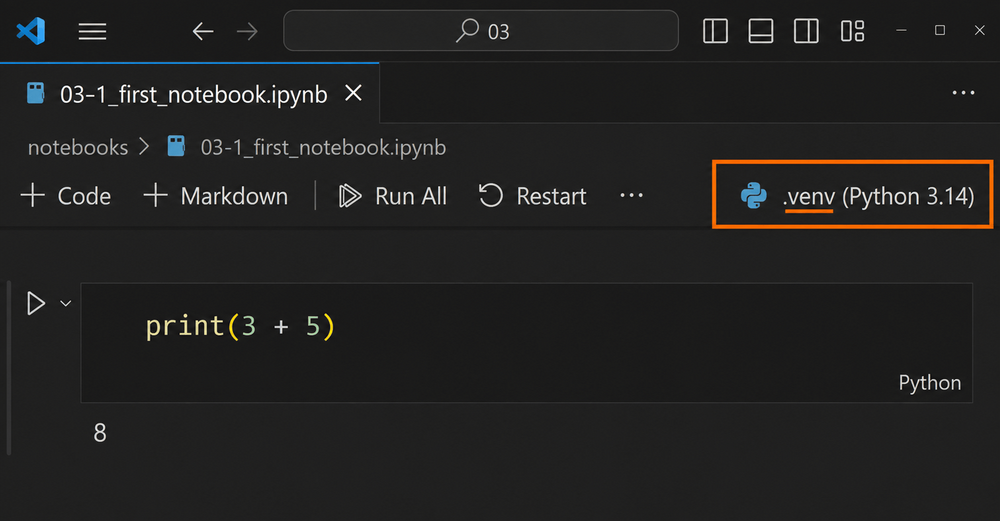 03
03-1_first_notebook.ipynb
notebooks > 03-1_first_notebook.ipynb
Code Markdown Run All Restart ... .venv (Python 3.14)
print(3 + 5)
Python
8